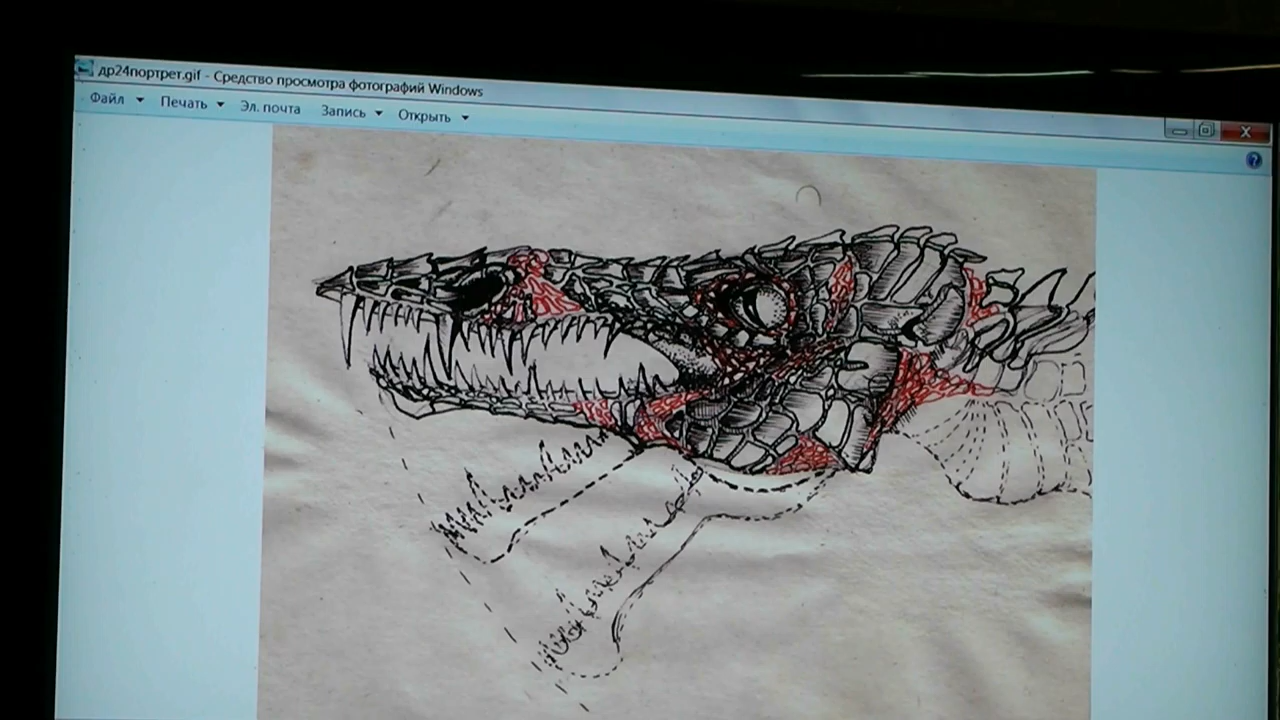 др24портрет.gif - Средство просмотра фотографий Windows
Файл Печать Эл. почта Запись Открыть